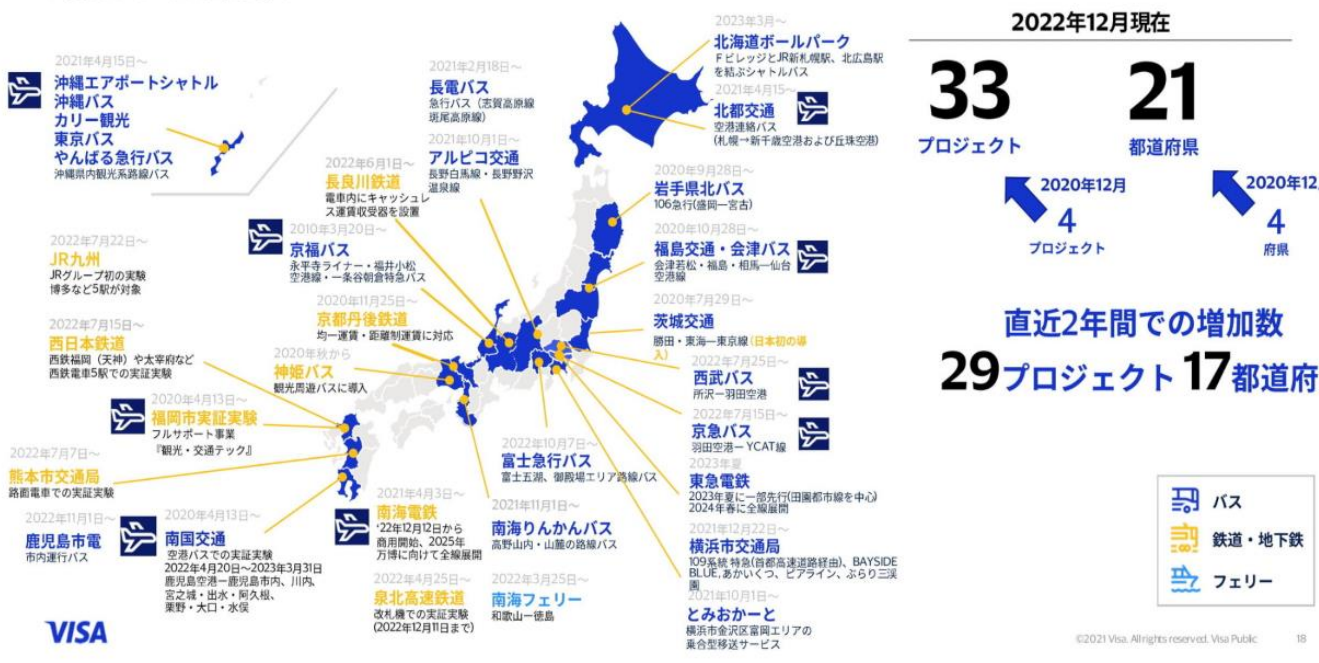 2021年4月15日～
沖縄エアポートシャトル
沖縄バス
カリー観光
東京バス
やんばる急行バス
沖縄県内観光系路線バス
2021年2月18日～
長電バス
急行バス（志賀高原線
斑尾高原線）
2021年10月1日～
アルピコ交通
長野白馬線・長野野沢
温泉線
2022年6月1日～
長良川鉄道
電車内にキャッシュレ
ス運賃収受器を設置
2010年3月20日～
京福バス
永平寺ライナー・福井小松
空港線・一条谷朝倉特急バス
2020年11月25日～
京都丹後鉄道
均一運賃・距離制運賃に対応
2020年秋から
神姫バス
観光周遊バスに導入
2022年7月22日～
JR九州
JRグループ初の実験
博多など5駅が対象
2022年7月15日～
西日本鉄道
西鉄福岡（天神）や太宰府など
西鉄電車5駅での実証実験
2020年4月13日～
福岡市実証実験
フルサポート事業
『観光・交通テック』
2022年7月7日～
熊本市交通局
路面電車での実証実験
2022年11月1日～
鹿児島市電
市内運行バス
2020年4月13日～
南国交通
空港バスでの実証実験
2022年4月20日～2023年3月31日
鹿児島空港ー鹿児島市内、川内、
宮之城・出水・阿久根、
栗野・大口・水俣
2021年4月3日～
南海電鉄
'22年12月12日から
商用開始、2025年
万博に向けて全線展開
2022年4月25日～
泉北高速鉄道
改札機での実証実験
(2022年12月11日まで)
2022年10月7日～
富士急行バス
富士五湖、御殿場エリア路線バス
2021年11月1日～
南海りんかんバス
高野山内・山麓の路線バス
2022年3月25日～
南海フェリー
和歌山ー徳島
2023年3月～
北海道ボールパーク
FビレッジとJR新札幌駅、北広島駅
を結ぶシャトルバス
2021年4月15日～
北都交通
空港連絡バス
(札幌→新千歳空港および丘珠空港)
2020年9月28日～
岩手県北バス
106急行(盛岡ー宮古)
2020年10月28日～
福島交通・会津バス
会津若松・福島・相馬ー仙台
空港線
2020年7月29日～
茨城交通
勝田・東海ー東京線（日本初の導
入）
2022年7月25日～
西武バス
所沢ー羽田空港
2022年7月15日～
京急バス
羽田空港ー YCAT線
2023年夏
東急電鉄
2023年夏に一部先行(田園都市線を中心)
2024年春に全線展開
2021年12月22日～
横浜市交通局
109系統 特急(首都高速道路経由)、BAYSIDE
BLUE,あかいくつ、ピアライン、ぶらり三渓
園
2021年10月1日～
とみおかーと
横浜市金沢区富岡エリアの
乗合型移送サービス
2022年12月現在
33
プロジェクト
21
都道府県
2020年12月
4
プロジェクト
2020年12
4
府県
直近2年間での増加数
29プロジェクト 17都道府
バス
鉄道・地下鉄
フェリー
VISA
©2021 Visa. All rights reserved. Visa Public
18